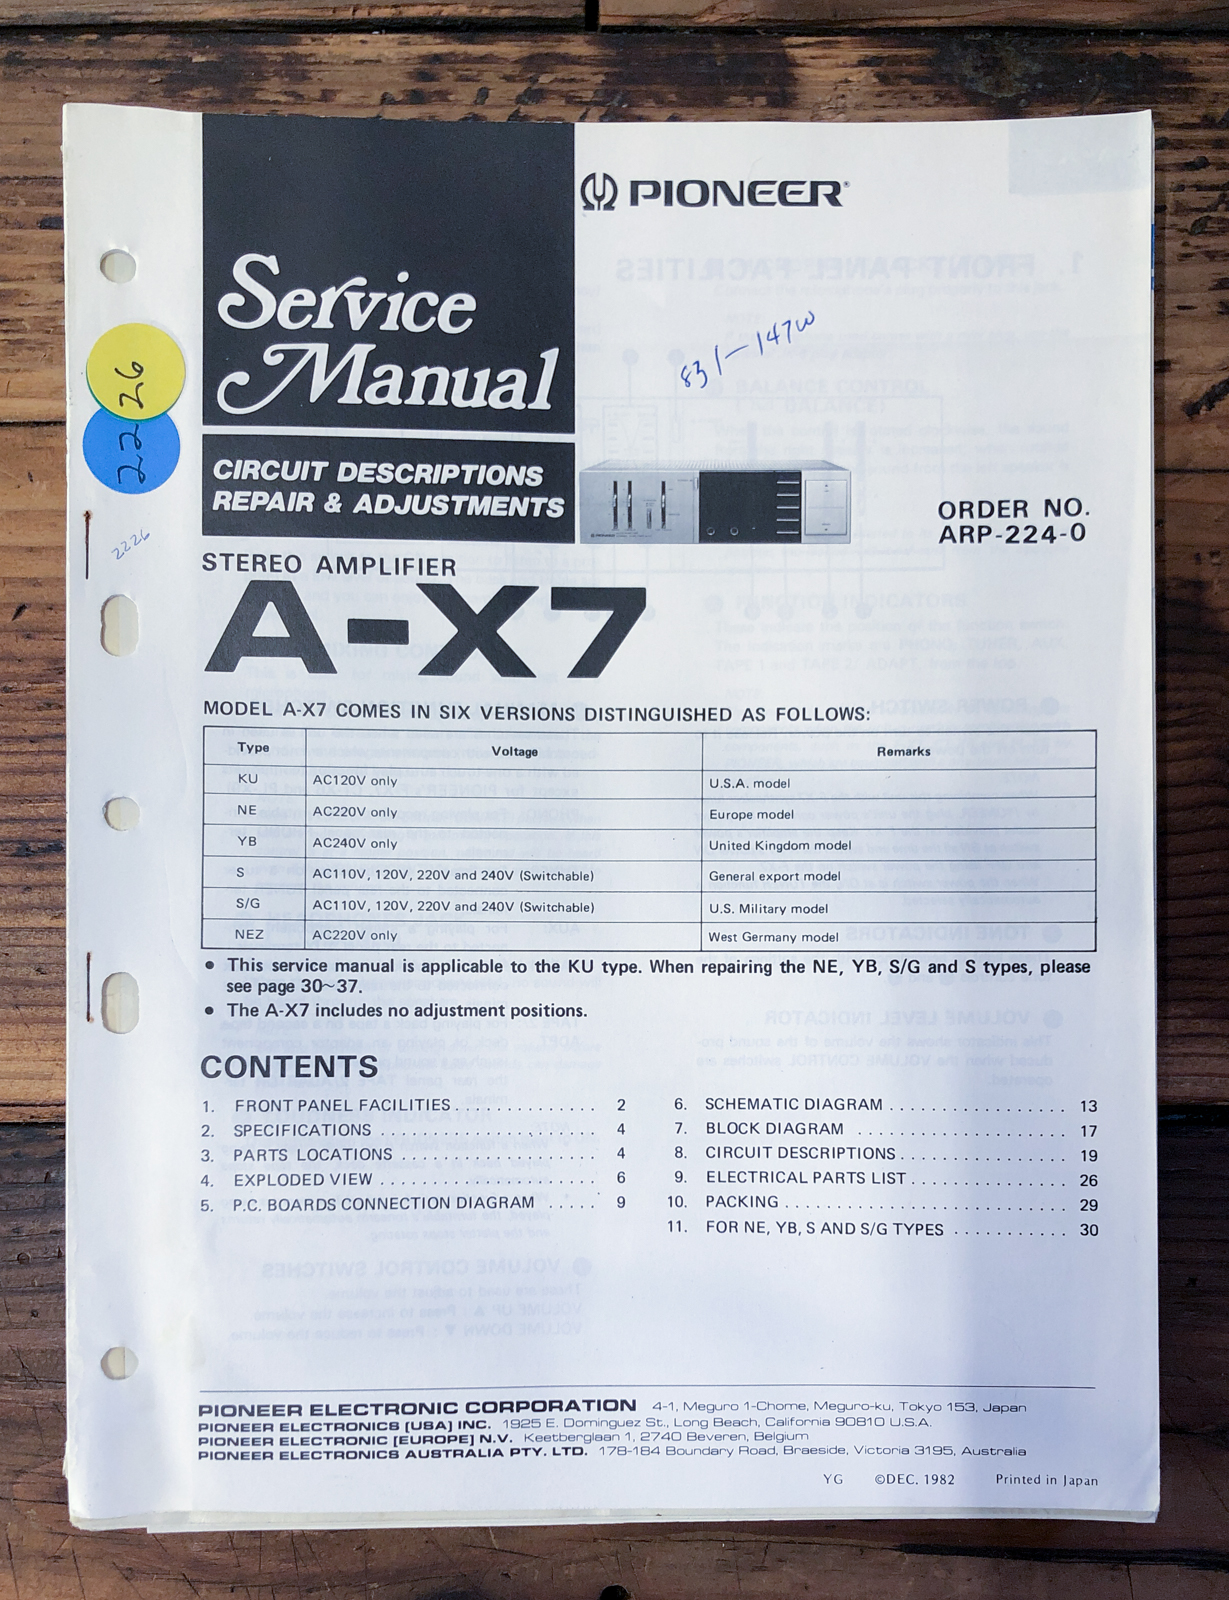 PIONEER®
Service
Manual
831-147W
CIRCUIT DESCRIPTIONS
REPAIR & ADJUSTMENTS
26
22
2226
ORDER NO.
ARP-224-0
STEREO AMPLIFIER
A-X7
MODEL A-X7 COMES IN SIX VERSIONS DISTINGUISHED AS FOLLOWS:
Type Voltage Remarks
KU AC120V only U.S.A. model
NE AC220V only Europe model
YB AC240V only United Kingdom model
S AC110V, 120V, 220V and 240V (Switchable) General export model
S/G AC110V, 120V, 220V and 240V (Switchable) U.S. Military model
NEZ AC220V only West Germany model
● This service manual is applicable to the KU type. When repairing the NE, YB, S/G and S types, please
see page 30~37.
● The A-X7 includes no adjustment positions.
CONTENTS
1. FRONT PANEL FACILITIES . . . . . . . . . . . . . 2
2. SPECIFICATIONS . . . . . . . . . . . . . . . . . . . . 4
3. PARTS LOCATIONS . . . . . . . . . . . . . . . . . . 4
4. EXPLODED VIEW . . . . . . . . . . . . . . . . . . . . 6
5. P.C. BOARDS CONNECTION DIAGRAM . . . . . 9
6. SCHEMATIC DIAGRAM . . . . . . . . . . . . . . . . . 13
7. BLOCK DIAGRAM . . . . . . . . . . . . . . . . . . . . 17
8. CIRCUIT DESCRIPTIONS . . . . . . . . . . . . . . . . 19
9. ELECTRICAL PARTS LIST . . . . . . . . . . . . . . . 26
10. PACKING . . . . . . . . . . . . . . . . . . . . . . . . . . . 29
11. FOR NE, YB, S AND S/G TYPES . . . . . . . . . . . 30
PIONEER ELECTRONIC CORPORATION 4-1, Meguro 1-Chome, Meguro-ku, Tokyo 153, Japan
PIONEER ELECTRONICS [USA] INC. 1925 E. Dominguez St., Long Beach, California 90810 U.S.A.
PIONEER ELECTRONIC [EUROPE] N.V. Keetberglaan 1, 2740 Beveren, Belgium
PIONEER ELECTRONICS AUSTRALIA PTY. LTD. 178-184 Boundary Road, Braeside, Victoria 3195, Australia
YG ©DEC. 1982 Printed in Japan